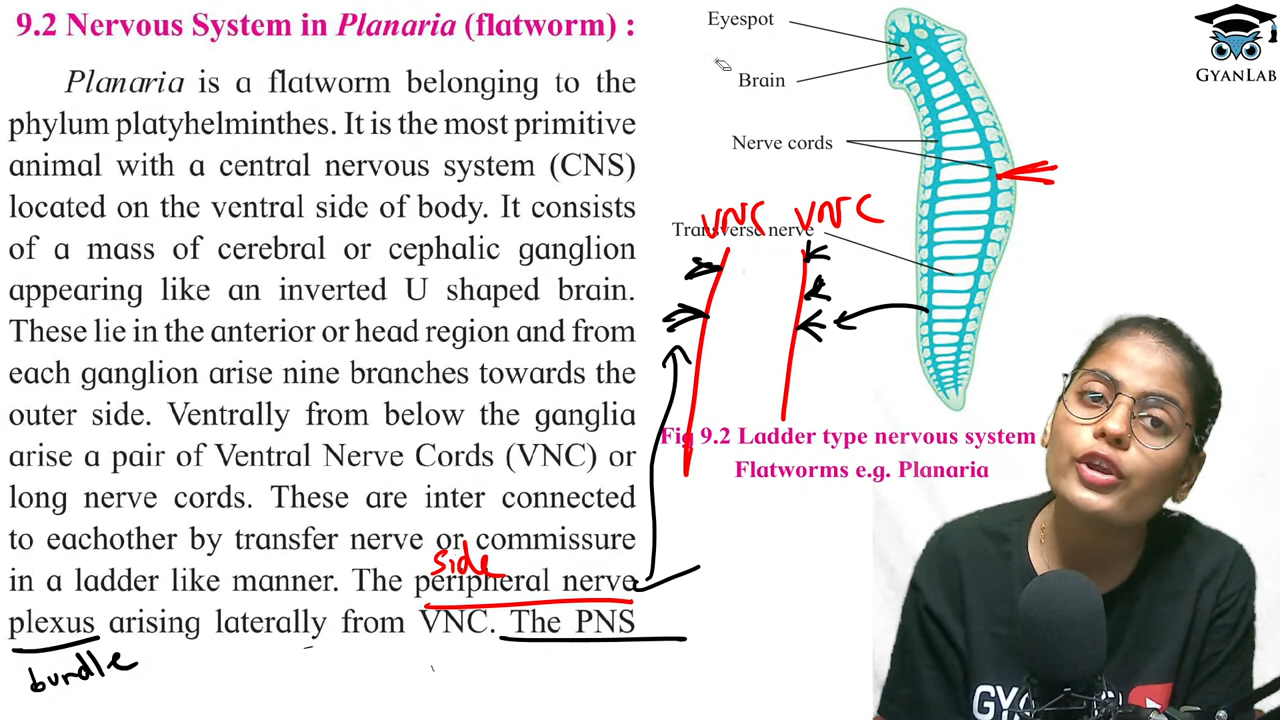 9.2 Nervous System in Planaria (flatworm) :
Planaria is a flatworm belonging to the
phylum platyhelminthes. It is the most primitive
animal with a central nervous system (CNS)
located on the ventral side of body. It consists
of a mass of cerebral or cephalic ganglion
appearing like an inverted U shaped brain.
These lie in the anterior or head region and from
each ganglion arise nine branches towards the
outer side. Ventrally from below the ganglia
arise a pair of Ventral Nerve Cords (VNC) or
long nerve cords. These are inter connected
to eachother by transfer nerve or commissure
side
in a ladder like manner. The peripheral nerve
plexus arising laterally from VNC. The PNS
bundle
Eyespot
Brain
Nerve cords
VNC VNC
Transverse nerve
Fig 9.2 Ladder type nervous system
Flatworms e.g. Planaria
GYANLAB
GYA